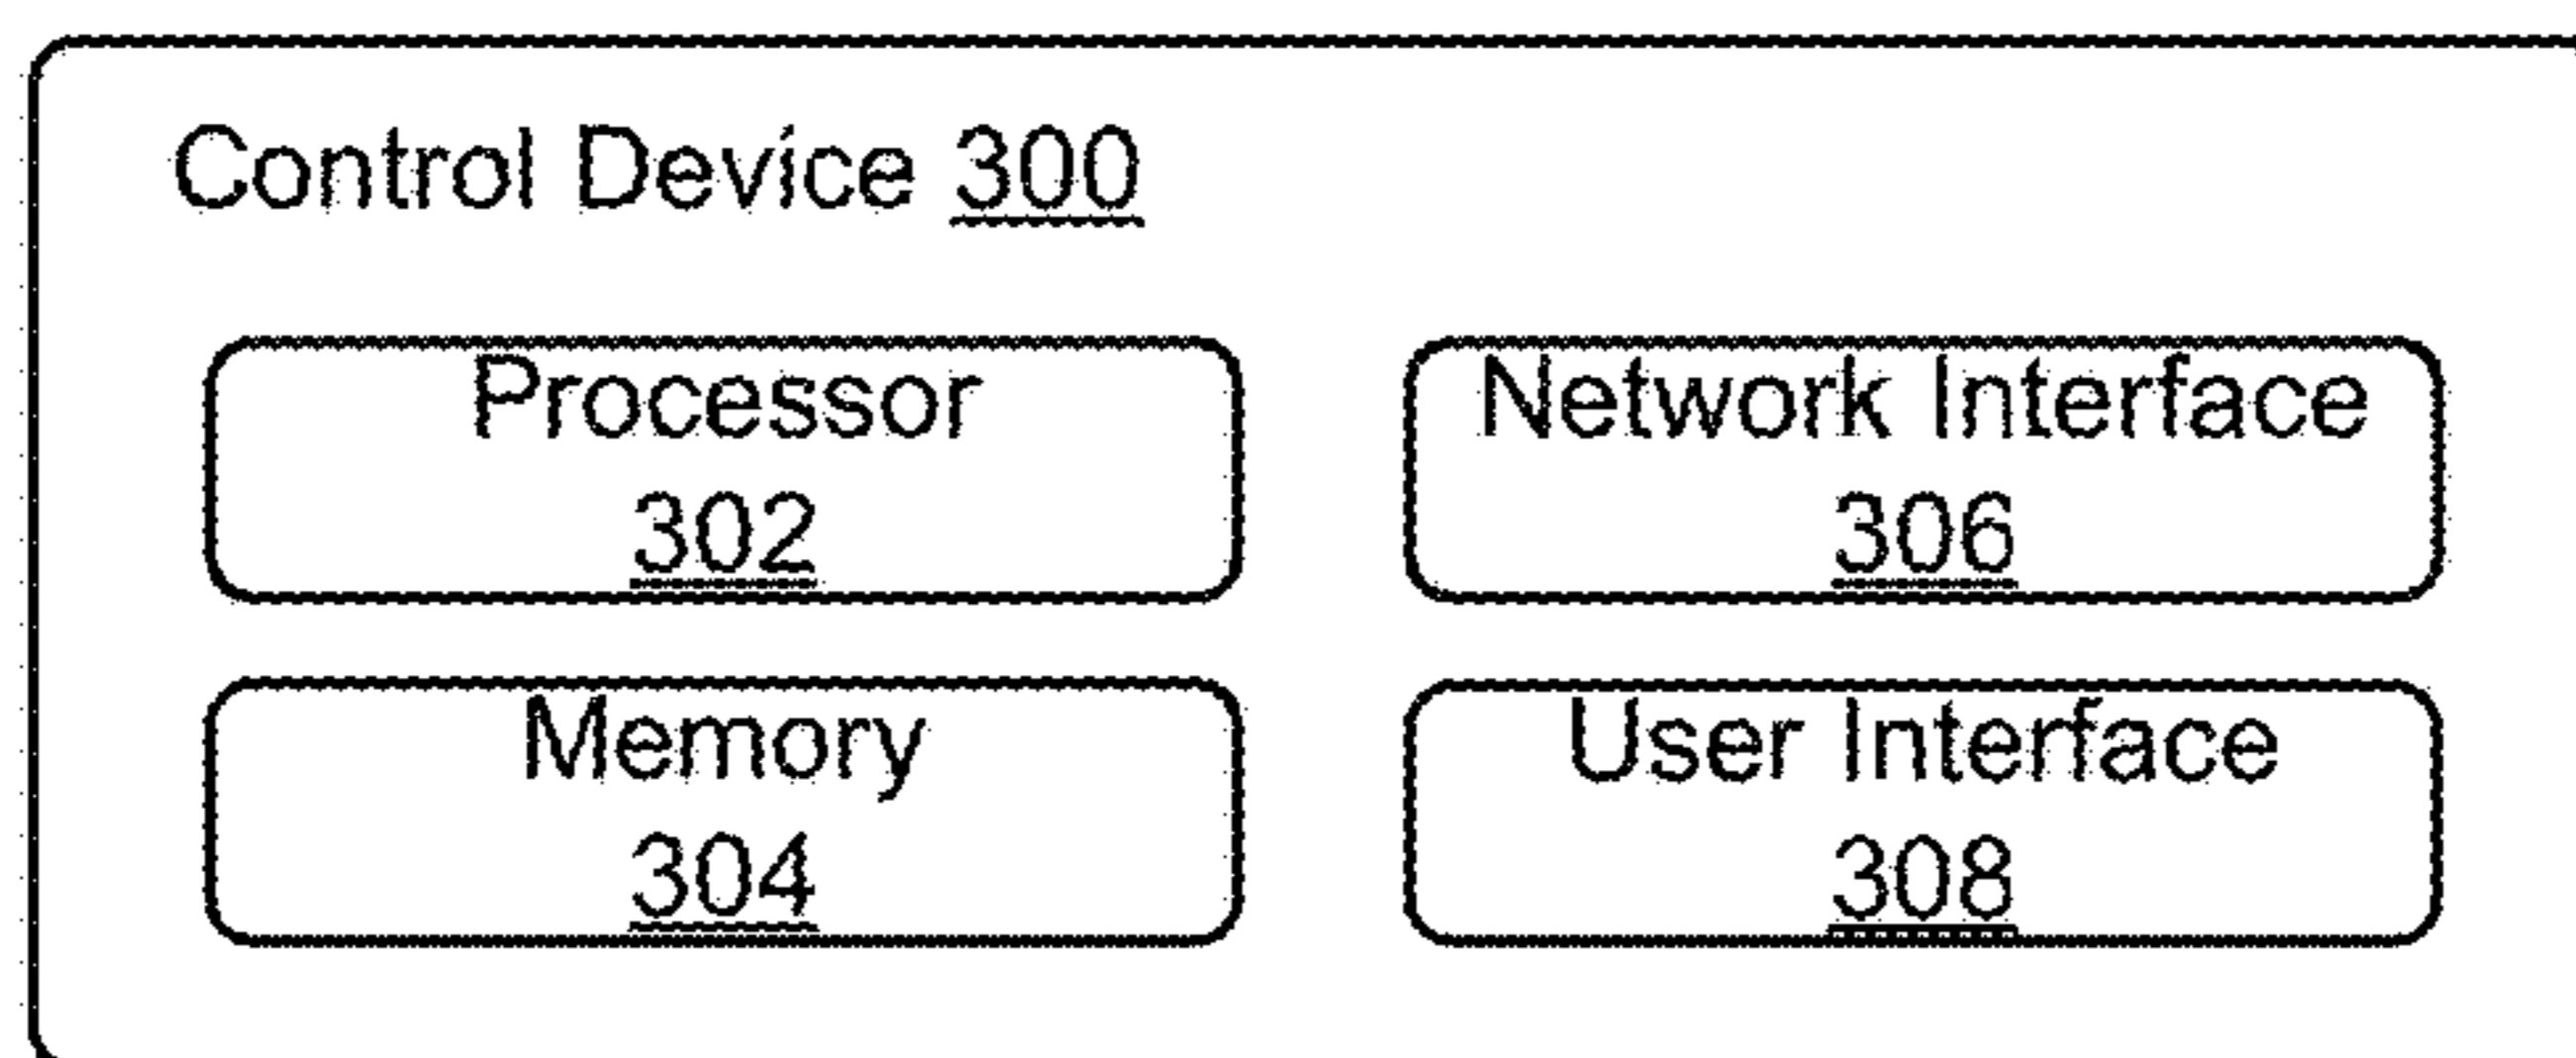 Control Device 300
Processor
302
Network Interface
306
Memory
304
User Interface
308